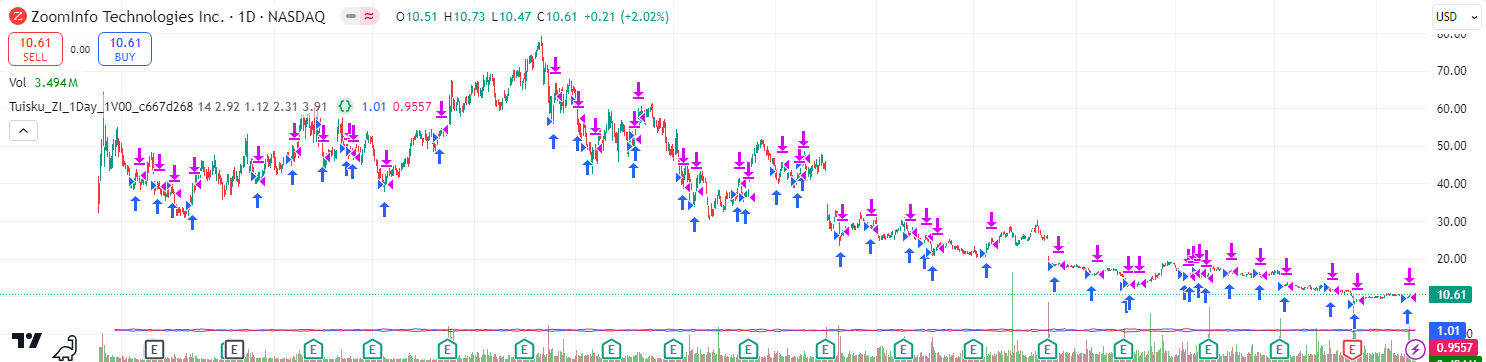 Z ZoomInfo Technologies Inc. · 1D · NASDAQ O10.51 H10.73 L10.47 C10.61 +0.21 (+2.02%)
USD
10.61 SELL
0.00
10.61 BUY
Vol 3.494M
Tuisku_ZI_1Day_1V00_c667d268 14 2.92 1.12 2.31 3.91 {} 1.01 0.9557
80.00
70.00
60.00
50.00
40.00
30.00
20.00
10.61
1.01
0.9557
E E E E E E E E E E E E E E E E E